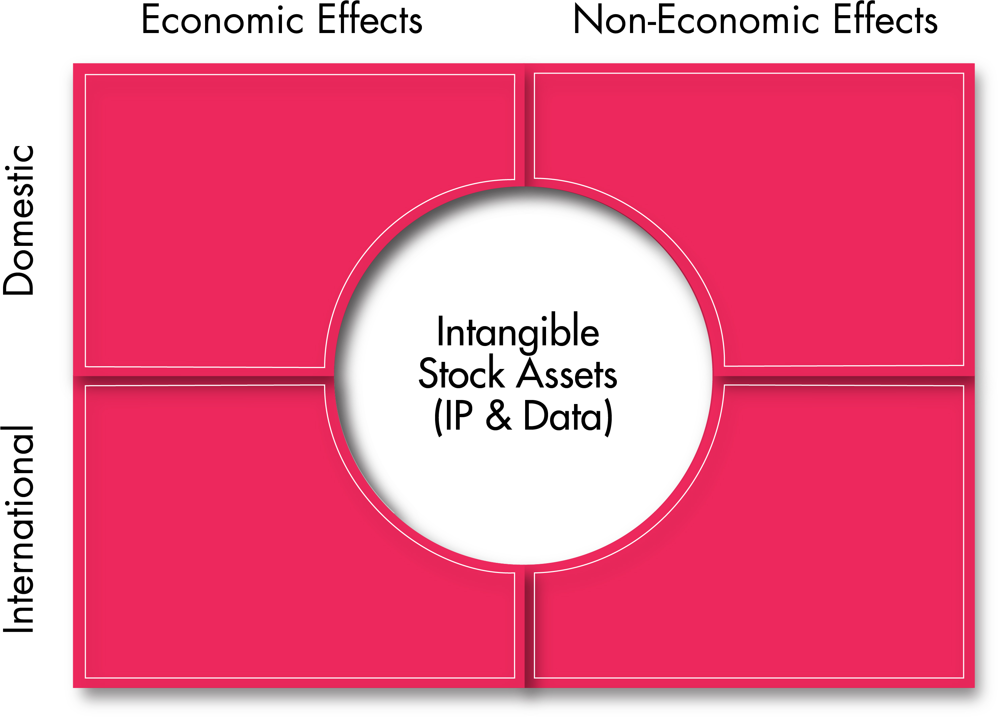 Economic Effects
Non-Economic Effects
Domestic
International
Intangible
Stock Assets
(IP & Data)